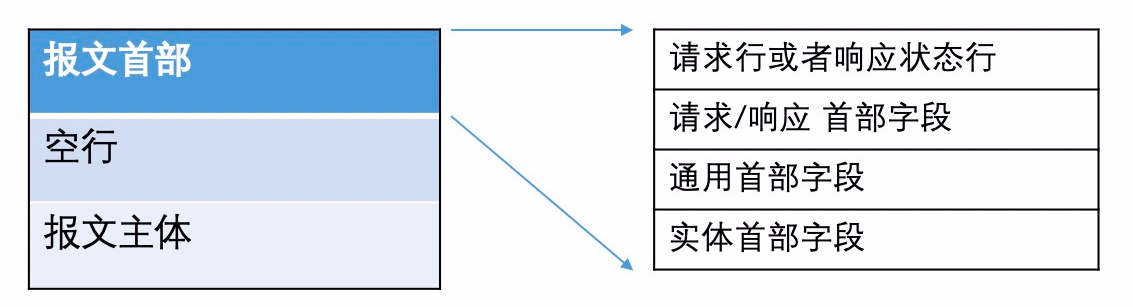 报文首部
空行
报文主体
请求行或者响应状态行
请求/响应 首部字段
通用首部字段
实体首部字段